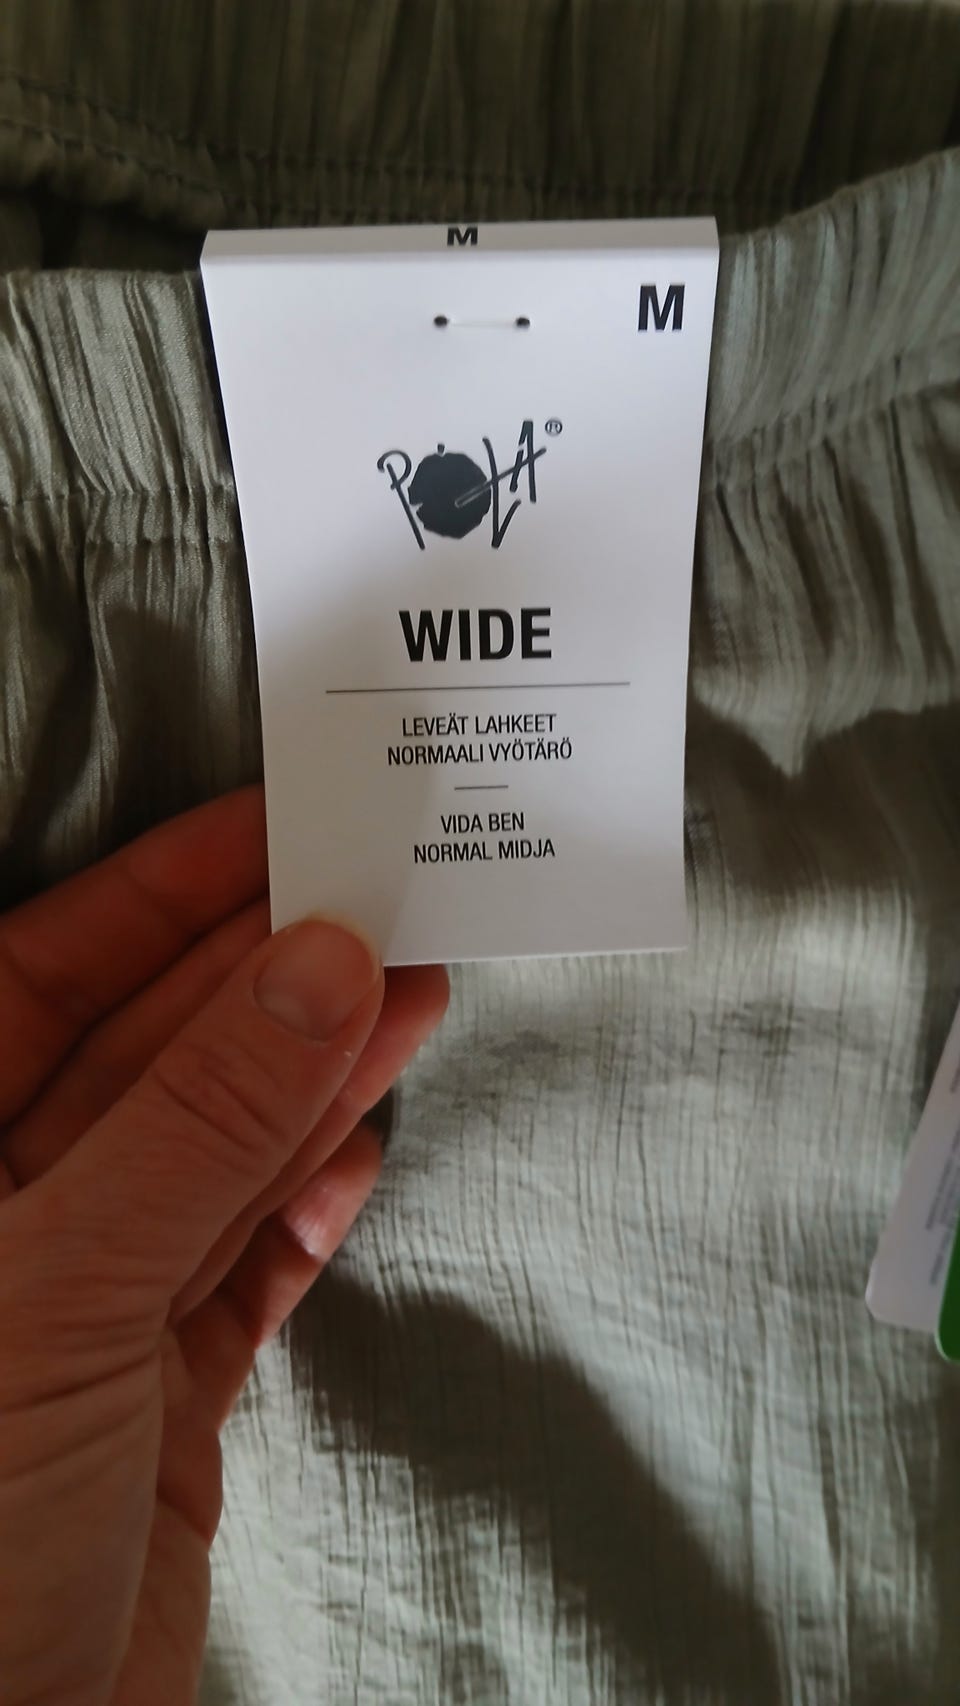 M
M
POLA®
WIDE
LEVEÄT LAHKEET
NORMAALI VYÖTÄRÖ
VIDA BEN
NORMAL MIDJA